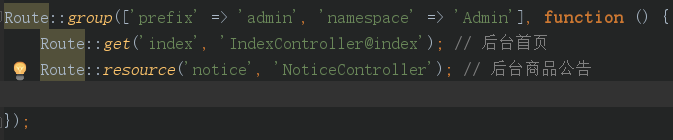 Route::group(['prefix' => 'admin', 'namespace' => 'Admin'], function () {
    Route::get('index', 'IndexController@index'); // 后台首页
    Route::resource('notice', 'NoticeController'); // 后台商品公告
});